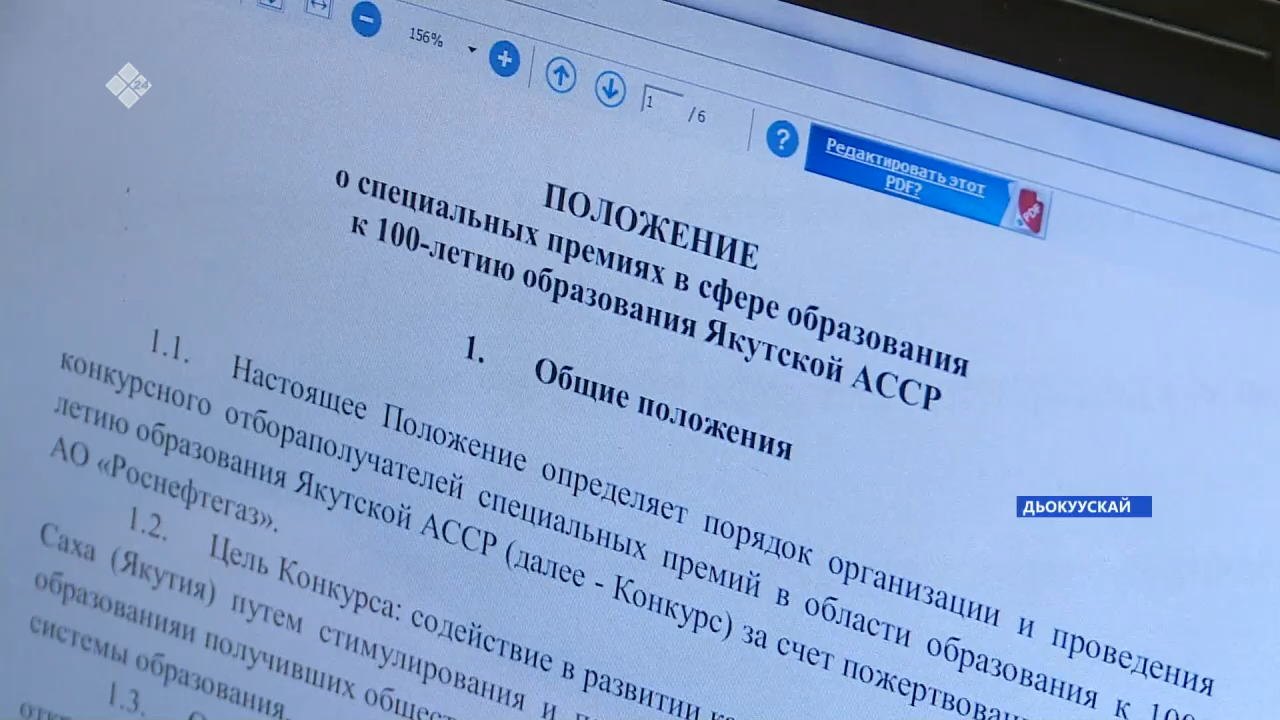 24
156%
1 / 6
?
Редактировать этот
PDF?
PDF
ПОЛОЖЕНИЕ
о специальных премиях в сфере образования
к 100-летию образования Якутской АССР
1. Общие положения
1.1. Настоящее Положение определяет порядок организации и проведения
конкурсного отбораполучателей специальных премий в области образования к 100-
летию образования Якутской АССР (далее - Конкурс) за счет
АО «Роснефтегаз».
1.2. Цель Конкурса: содействие в развитии
Саха (Якутия) путем стимулирования и
образованияи получивших
системы образования.
1.3.
ДЬОКУУСКАЙ